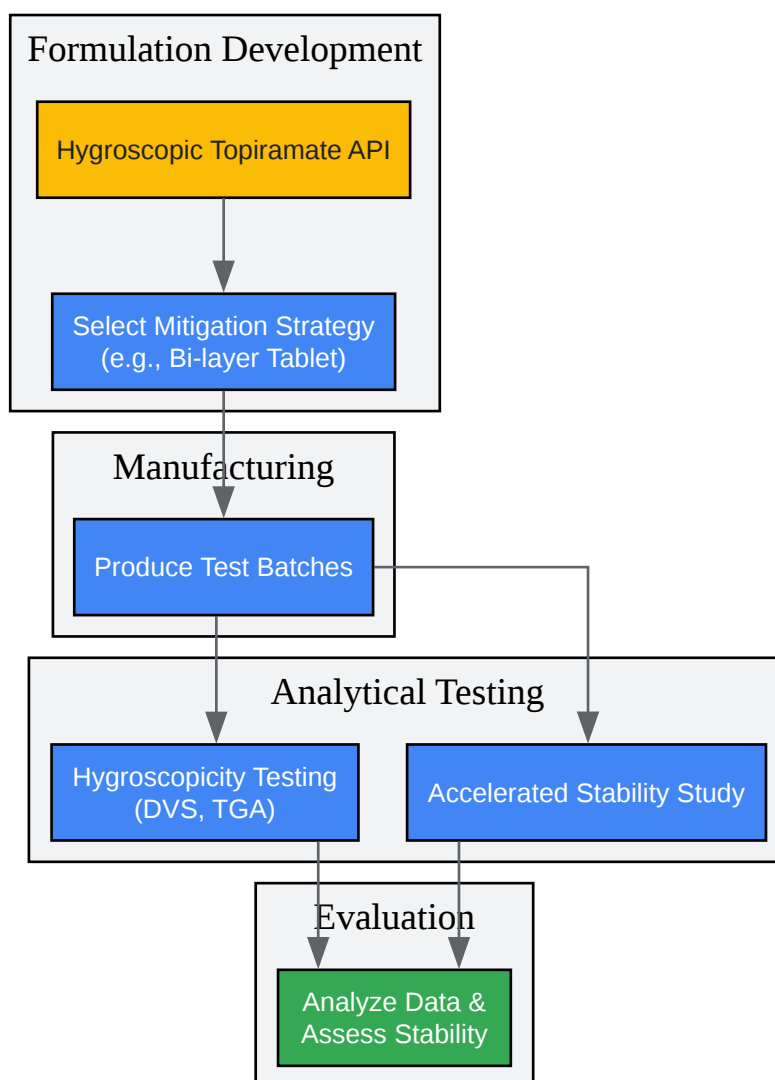 Formulation Development
Hygroscopic Topiramate API
Select Mitigation Strategy
(e.g., Bi-layer Tablet)
Manufacturing
Produce Test Batches
Analytical Testing
Hygroscopicity Testing
(DVS, TGA)
Accelerated Stability Study
Evaluation
Analyze Data &
Assess Stability